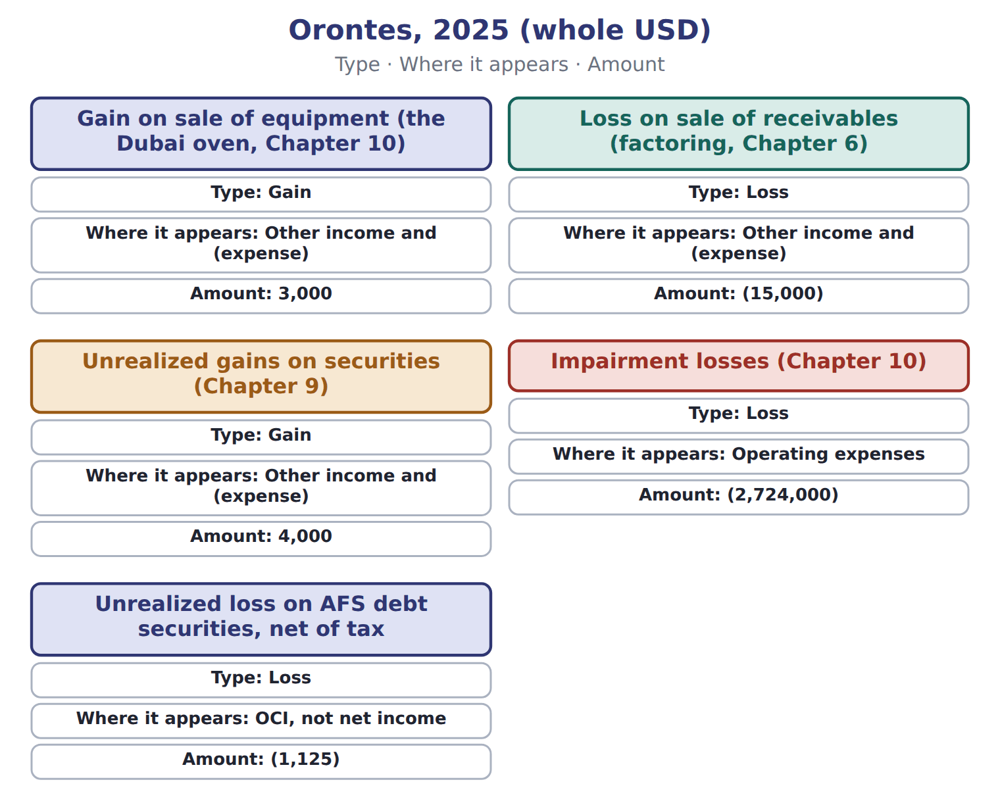 Orontes, 2025 (whole USD)
Type · Where it appears · Amount
Gain on sale of equipment (the
Dubai oven, Chapter 10)
Type: Gain
Where it appears: Other income and
(expense)
Amount: 3,000
Loss on sale of receivables
(factoring, Chapter 6)
Type: Loss
Where it appears: Other income and
(expense)
Amount: (15,000)
Unrealized gains on securities
(Chapter 9)
Type: Gain
Where it appears: Other income and
(expense)
Amount: 4,000
Impairment losses (Chapter 10)
Type: Loss
Where it appears: Operating expenses
Amount: (2,724,000)
Unrealized loss on AFS debt
securities, net of tax
Type: Loss
Where it appears: OCI, not net income
Amount: (1,125)